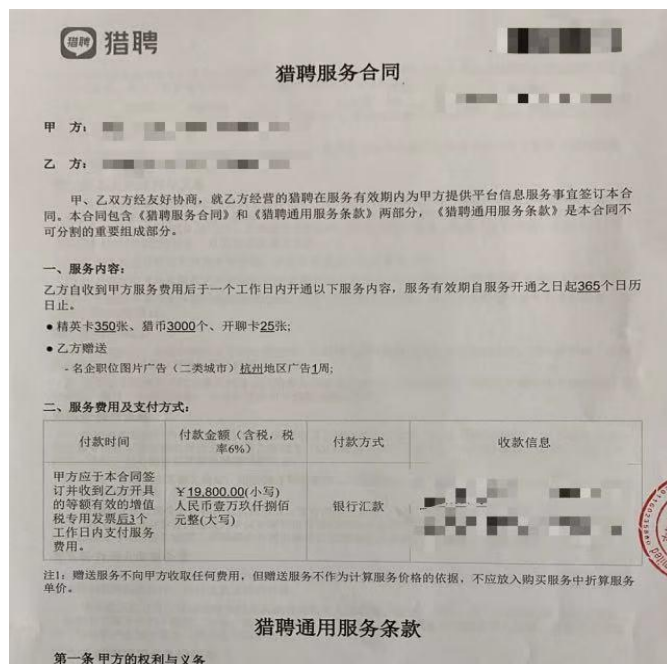 猎聘 猎聘
猎聘服务合同
甲 方：
乙 方：
甲、乙双方经友好协商，就乙方经营的猎聘在服务有效期内为甲方提供平台信息服务事宜签订本合
同。本合同包含《猎聘服务合同》和《猎聘通用服务条款》两部分，《猎聘通用服务条款》是本合同不
可分割的重要组成部分。
一、服务内容：
乙方自收到甲方服务费用后于一个工作日内开通以下服务内容，服务有效期自服务开通之日起365个日历
日止。
●精英卡350张、猎币3000个、开聊卡25张;
●乙方赠送
- 名企职位图片广告（二类城市）杭州地区广告1周;
二、服务费用及支付方式：
付款时间
付款金额（含税，税
率6%）
付款方式
收款信息
甲方应于本合同签
订并收到乙方开具
的等额有效的增值
税专用发票后3个
工作日内支付服务
费用。
￥19,800.00(小写)
人民币壹万玖仟捌佰
元整(大写)
银行汇款
注1：赠送服务不向甲方收取任何费用，但赠送服务不作为计算服务价格的依据，不应放入购买服务中折算服务
单价。
猎聘通用服务条款
第一条 甲方的权利与义务